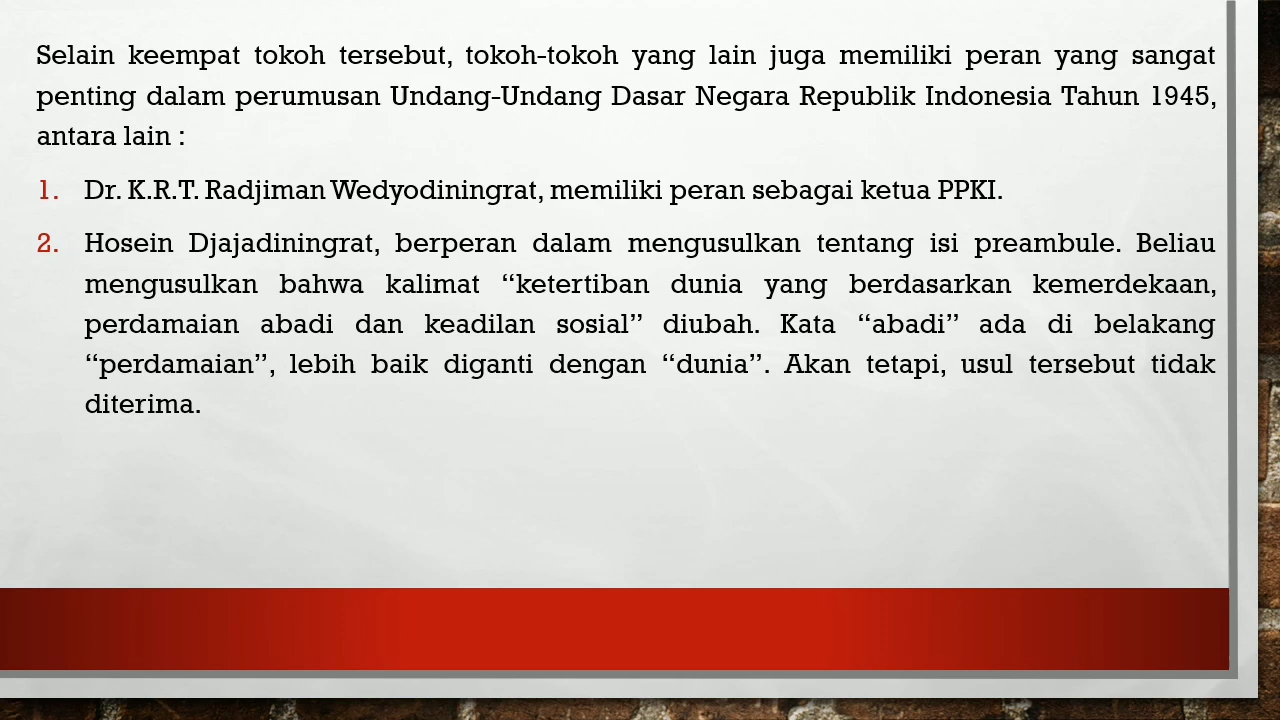 Selain keempat tokoh tersebut, tokoh-tokoh yang lain juga memiliki peran yang sangat
penting dalam perumusan Undang-Undang Dasar Negara Republik Indonesia Tahun 1945,
antara lain :
1. Dr. K.R.T. Radjiman Wedyodiningrat, memiliki peran sebagai ketua PPKI.
2. Hosein Djajadiningrat, berperan dalam mengusulkan tentang isi preambule. Beliau
mengusulkan bahwa kalimat “ketertiban dunia yang berdasarkan kemerdekaan,
perdamaian abadi dan keadilan sosial” diubah. Kata “abadi” ada di belakang
“perdamaian”, lebih baik diganti dengan “dunia”. Akan tetapi, usul tersebut tidak
diterima.